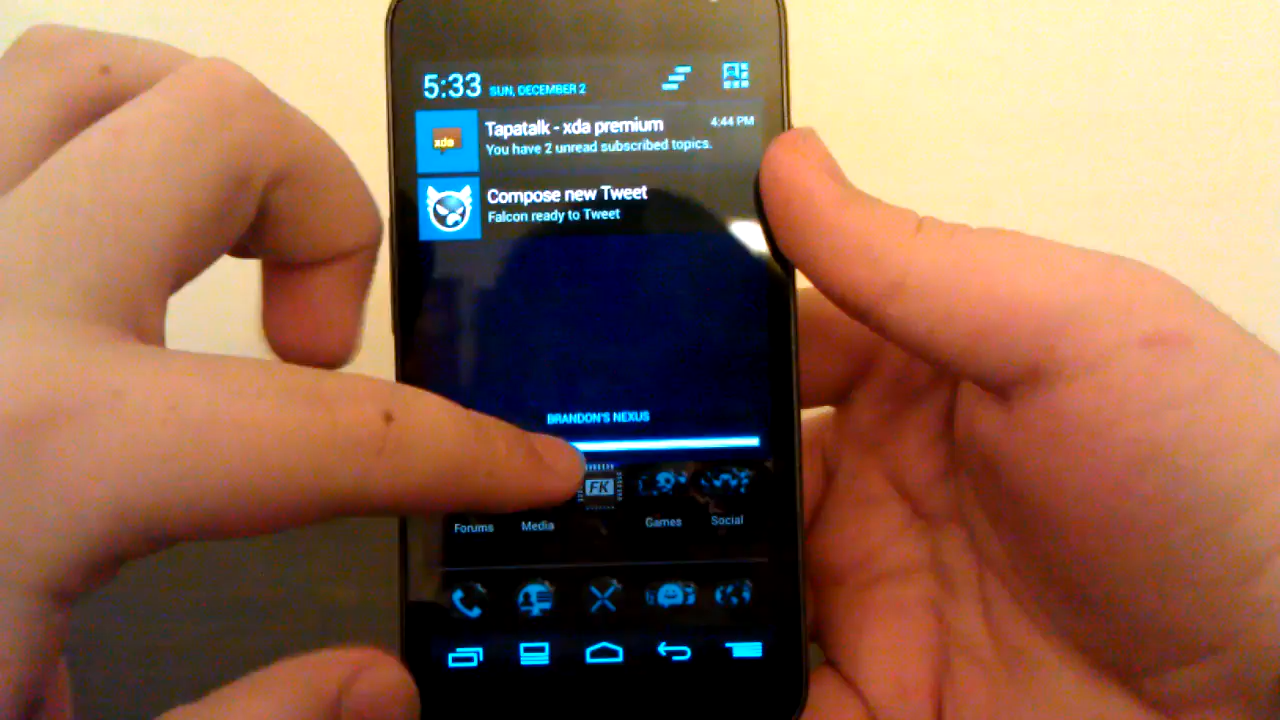 5:33 SUN, DECEMBER 2
xda
Tapatalk - xda premium 4:44 PM
You have 2 unread subscribed topics.
Compose new Tweet
Falcon ready to Tweet
BRANDON'S NEXUS
FK
Forums Media Games Social